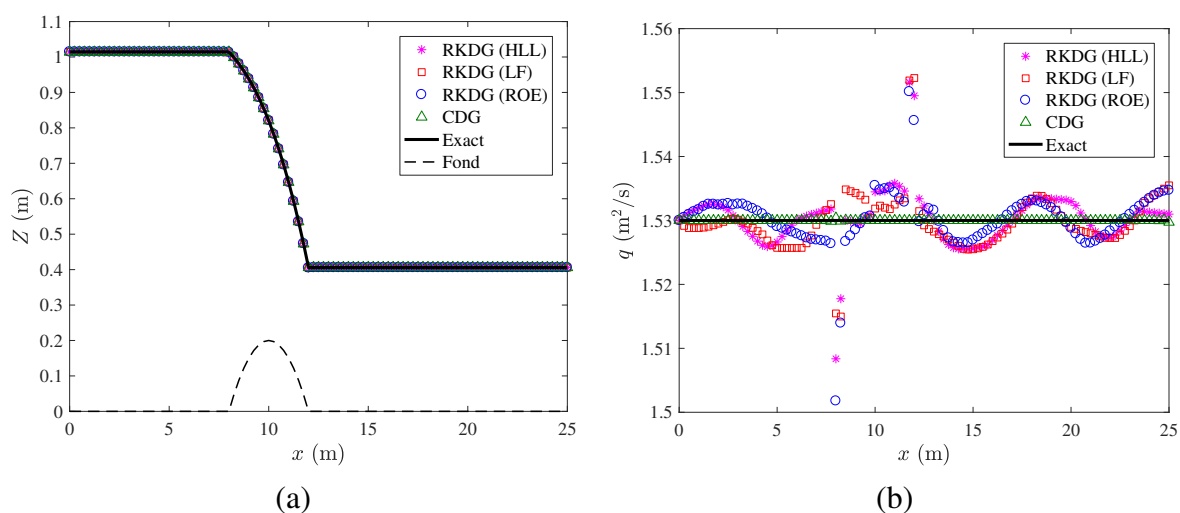 1.1
1
0.9
0.8
0.7
0.6
0.5
0.4
0.3
0.2
0.1
0
Z (m)
0 5 10 15 20 25
x (m)
RKDG (HLL)
RKDG (LF)
RKDG (ROE)
CDG
Exact
Fond
(a)
1.56
1.55
1.54
1.53
1.52
1.51
1.5
q (m²/s)
0 5 10 15 20 25
x (m)
RKDG (HLL)
RKDG (LF)
RKDG (ROE)
CDG
Exact
(b)